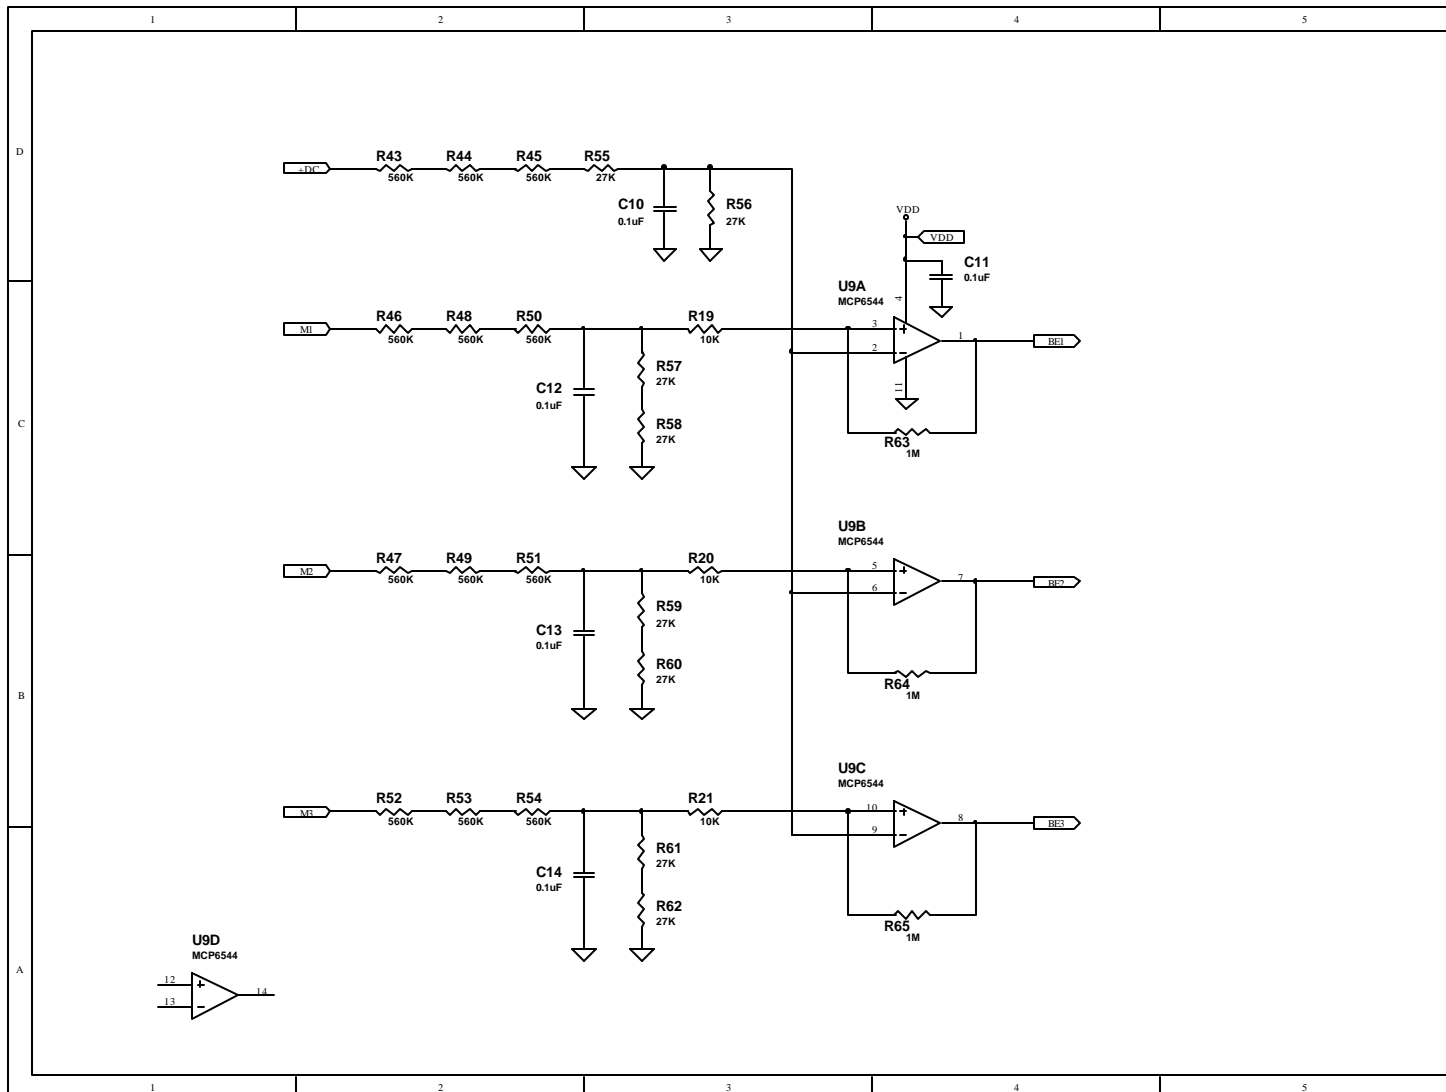 1 2 3 4 5
D
R43 R44 R45 R55
+DC
560K 560K 560K 27K
C10
0.1uF
R56
27K
VDD
VDD
C11
0.1uF
U9A
MCP6544
4
R46 R48 R50 R19
M1
560K 560K 560K 10K
3
2
1
BE1
11
R57
27K
C12
0.1uF
C
R58
27K
R63
1M
U9B
MCP6544
R47 R49 R51 R20
M2
560K 560K 560K 10K
5
6
7
BE2
R59
27K
C13
0.1uF
R60
27K
R64
1M
B
U9C
MCP6544
R52 R53 R54 R21
M3
560K 560K 560K 10K
10
9
8
BE3
R61
27K
C14
0.1uF
R62
27K
R65
1M
U9D
MCP6544
A
12
13
14
1 2 3 4 5